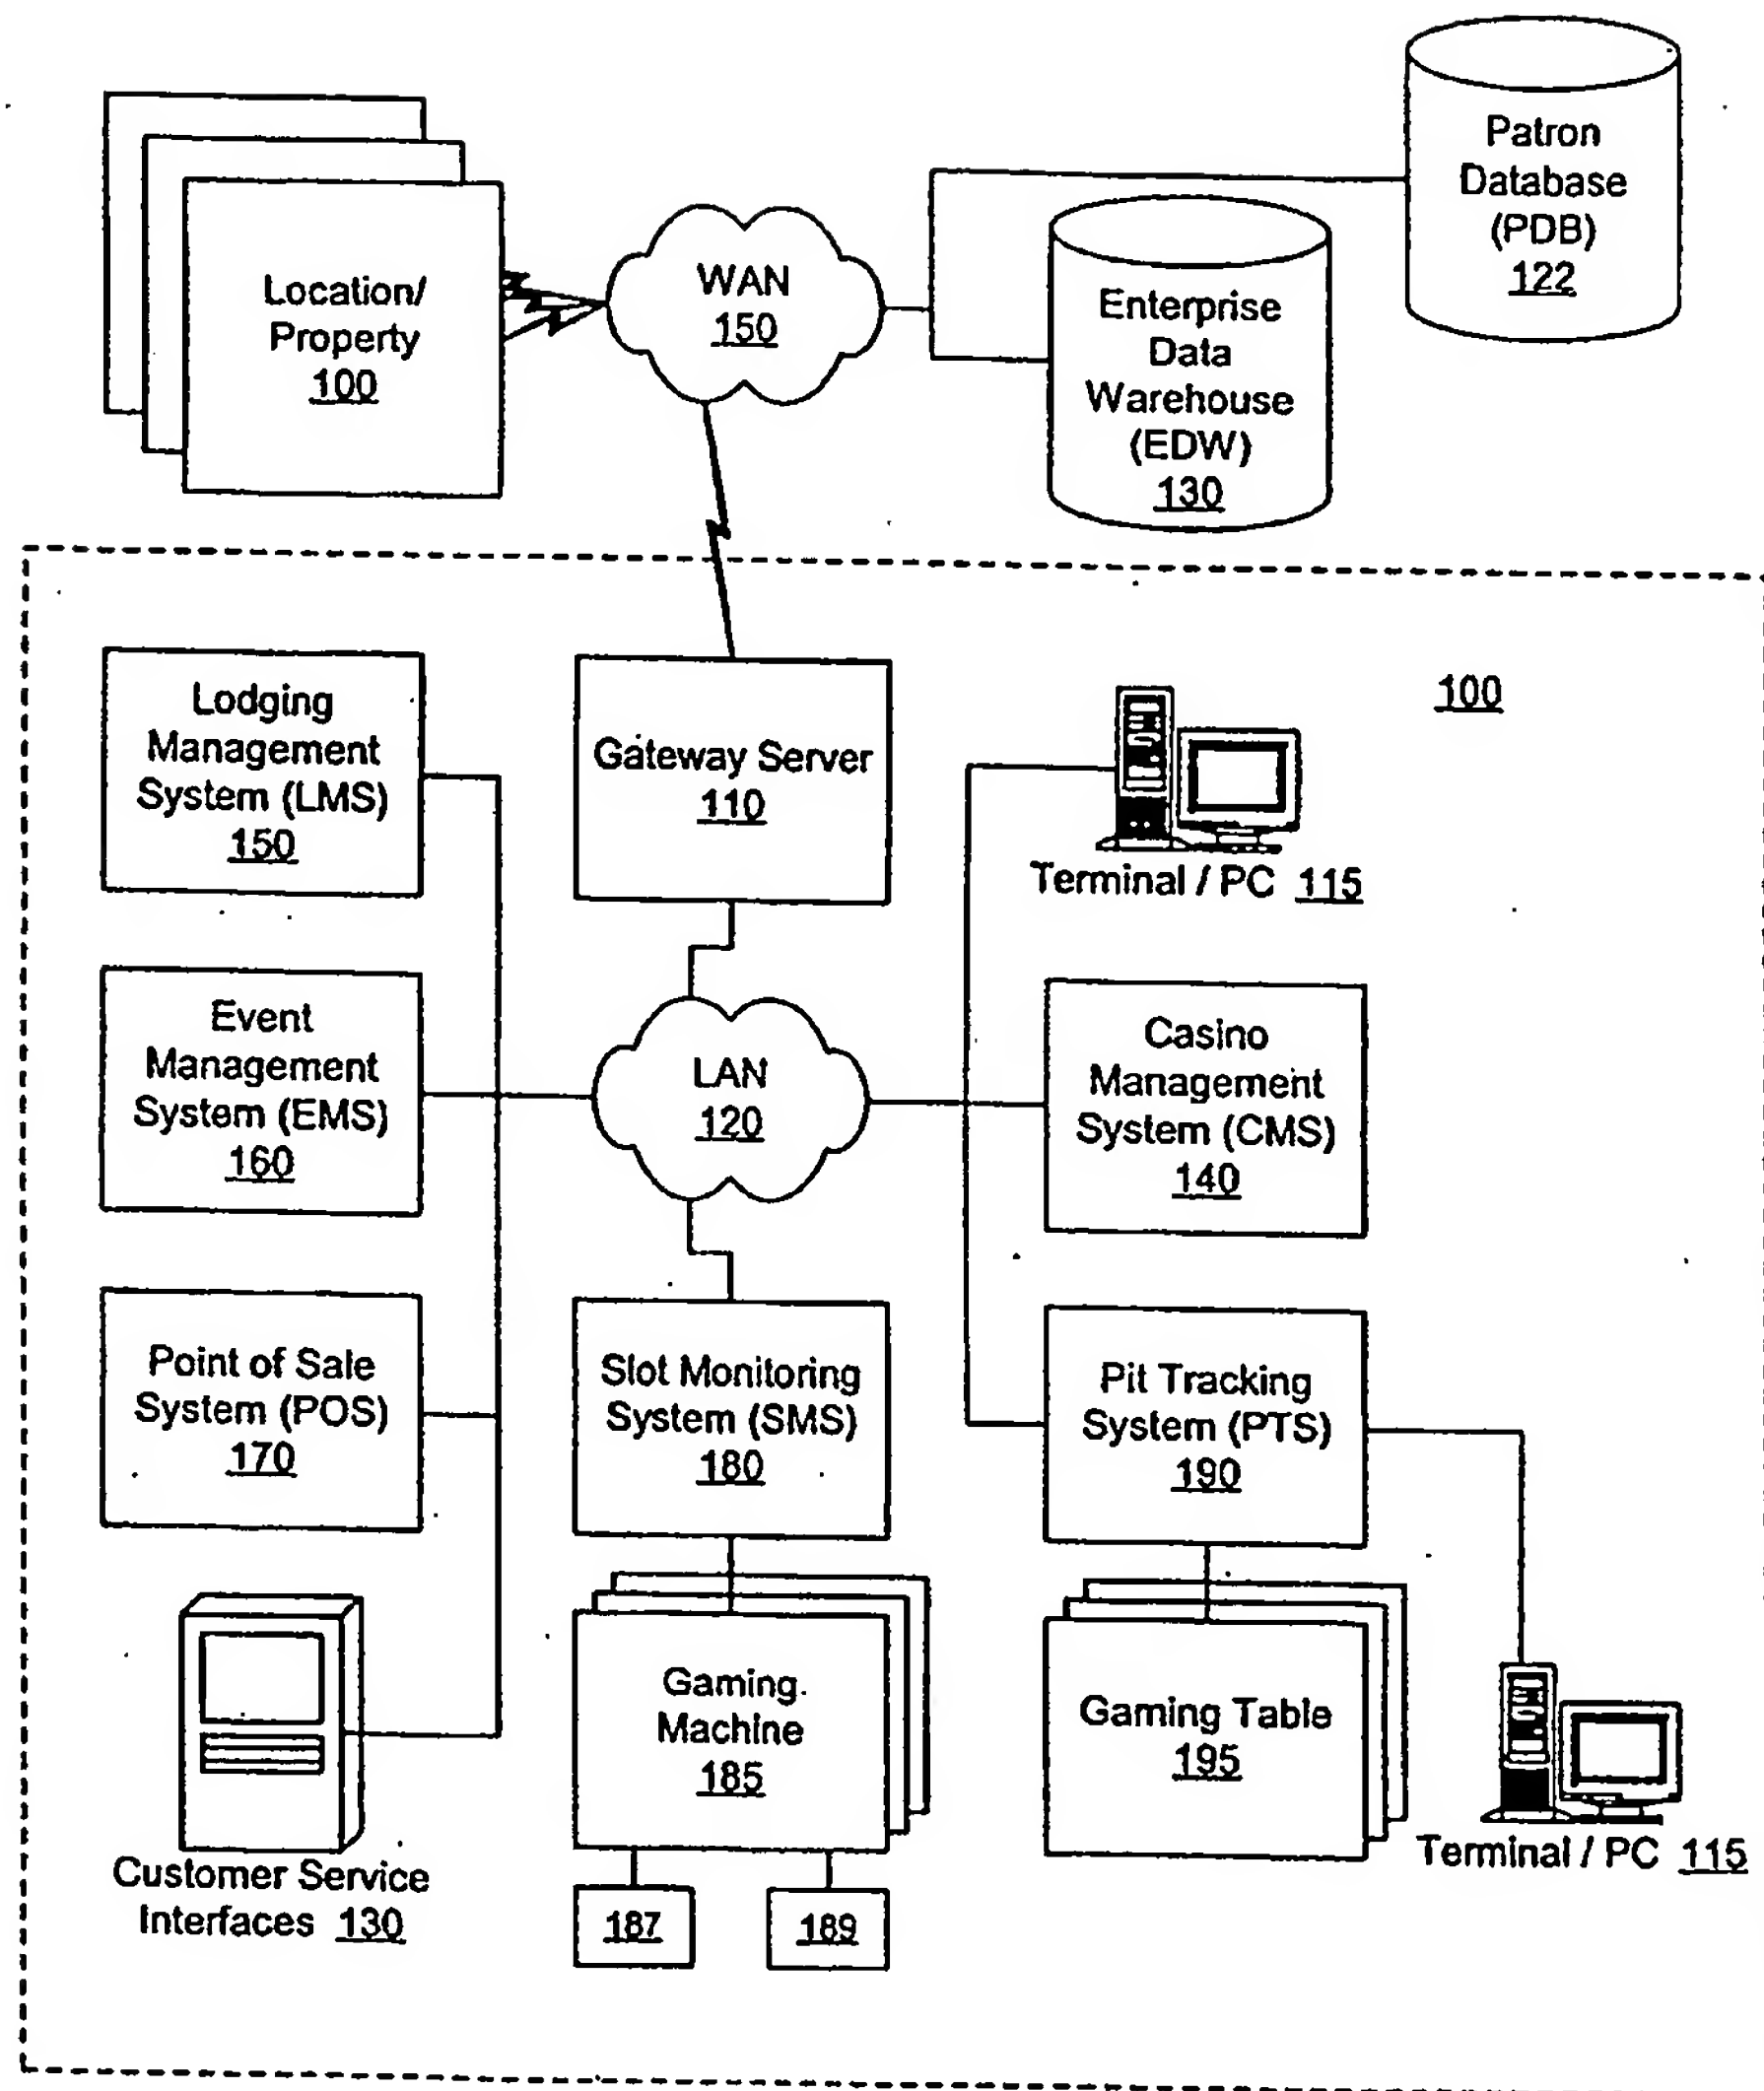 Patron
Database
(PDB)
122
Location/
Property
100
WAN
150
Enterprise
Data
Warehouse
(EDW)
130
100
Lodging
Management
System (LMS)
150
Gateway Server
110
Terminal / PC 115
Event
Management
System (EMS)
160
LAN
120
Casino
Management
System (CMS)
140
Point of Sale
System (POS)
170
Slot Monitoring
System (SMS)
180
Pit Tracking
System (PTS)
190
Gaming
Machine
185
Gaming Table
195
Terminal / PC 115
Customer Service
Interfaces 130
187
189